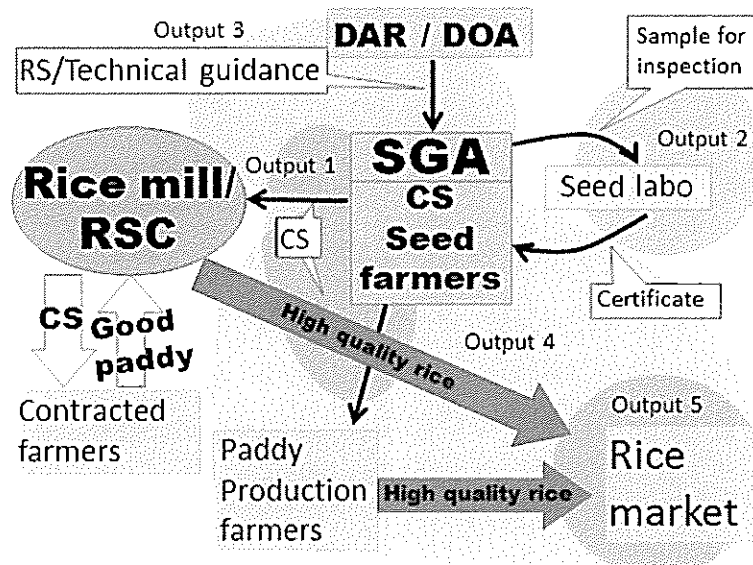 Output 3
DAR / DOA
Sample for
inspection
RS/Technical guidance
Output 2
Output 1
SGA
Seed labo
Rice mill/
RSC
CS
CS
Seed
farmers
Certificate
CS
Good
paddy
High quality rice
Output 4
Contracted
farmers
Output 5
Paddy
Production
farmers
High quality rice
Rice
market